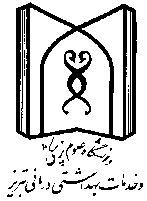 دانشگاه علوم پزشکی
و خدمات بهداشتی درمانی تبریز